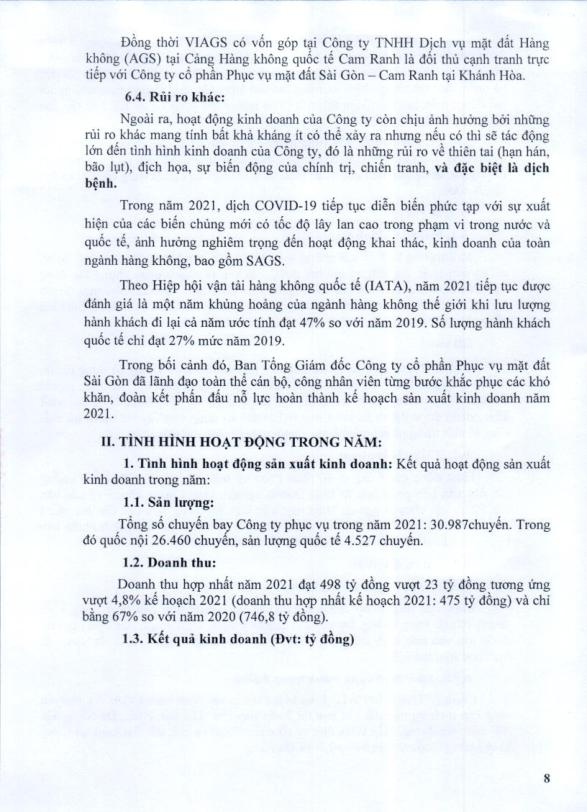 Đồng thời VIAGS có vốn góp tại Công ty TNHH Dịch vụ mặt đất Hàng
không (AGS) tại Cảng Hàng không quốc tế Cam Ranh là đối thủ cạnh tranh trực
tiếp với Công ty cổ phần Phục vụ mặt đất Sài Gòn – Cam Ranh tại Khánh Hòa.
6.4. Rủi ro khác:
Ngoài ra, hoạt động kinh doanh của Công ty còn chịu ảnh hưởng bởi những
rủi ro khác mang tính bất khả kháng ít có thể xảy ra nhưng nếu có thì sẽ tác động
lớn đến tình hình kinh doanh của Công ty, đó là những rủi ro về thiên tai (hạn hán,
bão lụt), địch họa, sự biến động của chính trị, chiến tranh, và đặc biệt là dịch
bệnh.
Trong năm 2021, dịch COVID-19 tiếp tục diễn biến phức tạp với sự xuất
hiện của các biến chủng mới có tốc độ lây lan cao trong phạm vi trong nước và
quốc tế, ảnh hưởng nghiêm trọng đến hoạt động khai thác, kinh doanh của toàn
ngành hàng không, bao gồm SAGS.
Theo Hiệp hội vận tải hàng không quốc tế (IATA), năm 2021 tiếp tục được
đánh giá là một năm khủng hoảng của ngành hàng không thế giới khi lưu lượng
hành khách đi lại cả năm ước tính đạt 47% so với năm 2019. Số lượng hành khách
quốc tế chỉ đạt 27% mức năm 2019.
Trong bối cảnh đó, Ban Tổng Giám đốc Công ty cổ phần Phục vụ mặt đất
Sài Gòn đã lãnh đạo toàn thể cán bộ, công nhân viên từng bước khắc phục các khó
khăn, đoàn kết phấn đấu nỗ lực hoàn thành kế hoạch sản xuất kinh doanh năm
2021.
II. TÌNH HÌNH HOẠT ĐỘNG TRONG NĂM:
1. Tình hình hoạt động sản xuất kinh doanh: Kết quả hoạt động sản xuất
kinh doanh trong năm:
1.1. Sản lượng:
Tổng số chuyến bay Công ty phục vụ trong năm 2021: 30.987chuyến. Trong
đó quốc nội 26.460 chuyến, sản lượng quốc tế 4.527 chuyến.
1.2. Doanh thu:
Doanh thu hợp nhất năm 2021 đạt 498 tỷ đồng vượt 23 tỷ đồng tương ứng
vượt 4,8% kế hoạch 2021 (doanh thu hợp nhất kế hoạch 2021: 475 tỷ đồng) và chỉ
bằng 67% so với năm 2020 (746,8 tỷ đồng).
1.3. Kết quả kinh doanh (Đvt: tỷ đồng)
8